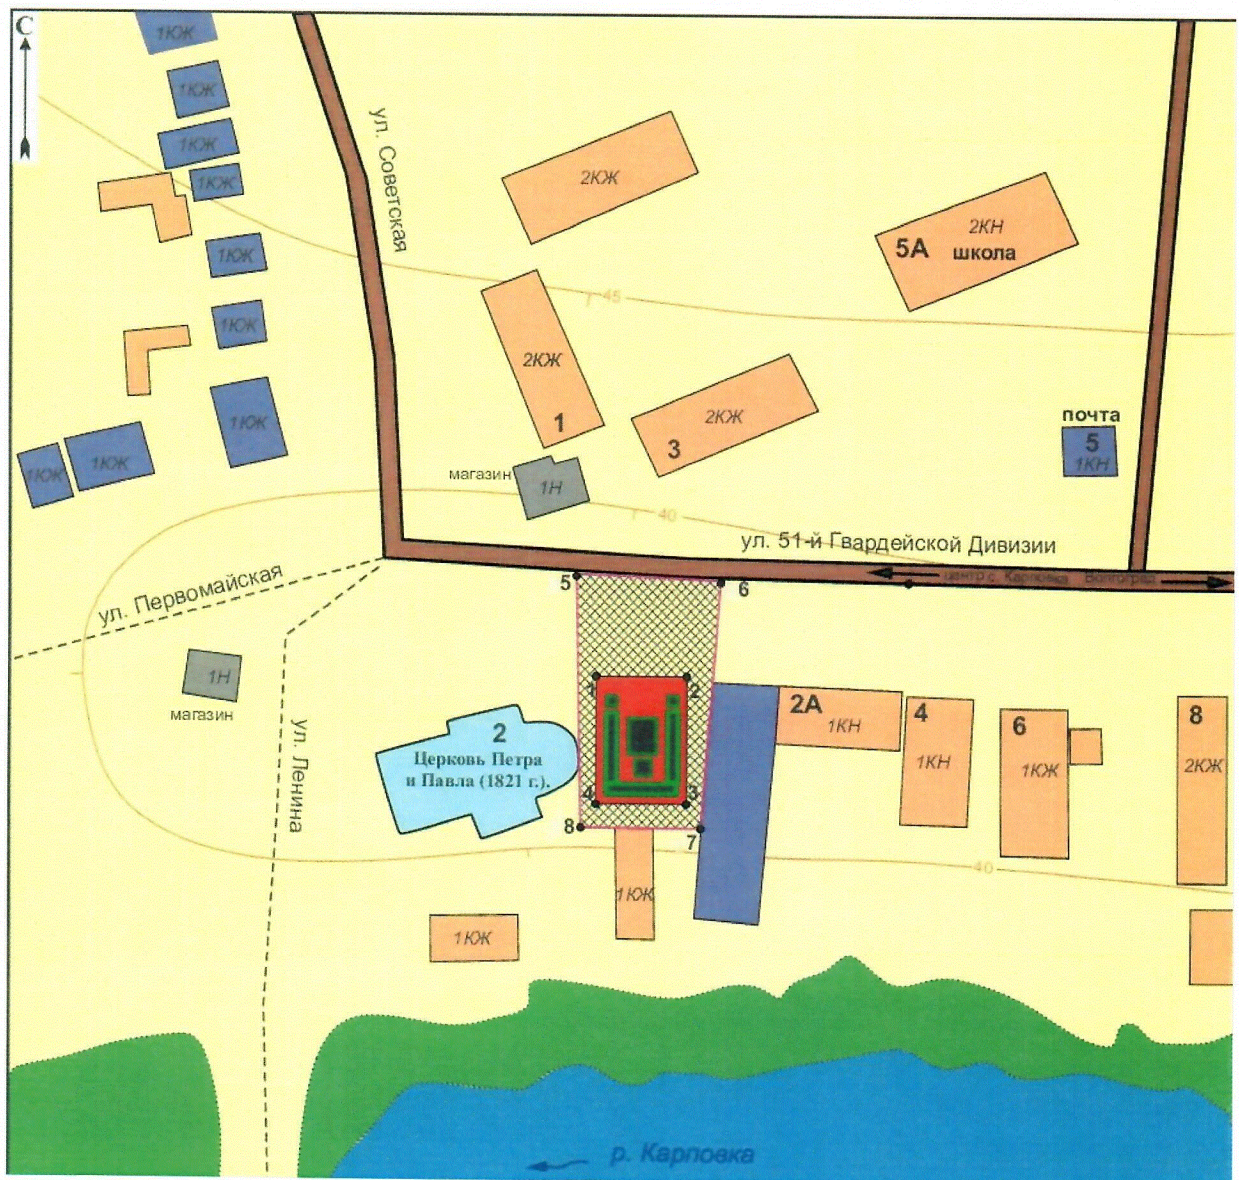 С
1КЖ
1КЖ
1КЖ
1КЖ
1КЖ
1КЖ
1КЖ
1КЖ
1КЖ
ул. Советская
2КЖ
2КН
5А школа
45
2КЖ
1
2КЖ
3
почта
5
1КН
магазин
1Н
40
ул. 51-й Гвардейской Дивизии
центр с. Карповка Волгоград
ул. Первомайская
5
6
1Н
магазин
ул. Ленина
1
2
2
Церковь Петра
и Павла (1821 г.).
4
3
8
7
2А
1КН
4
1КН
6
1КЖ
8
2КЖ
1КЖ
40
1КЖ
р. Карповка